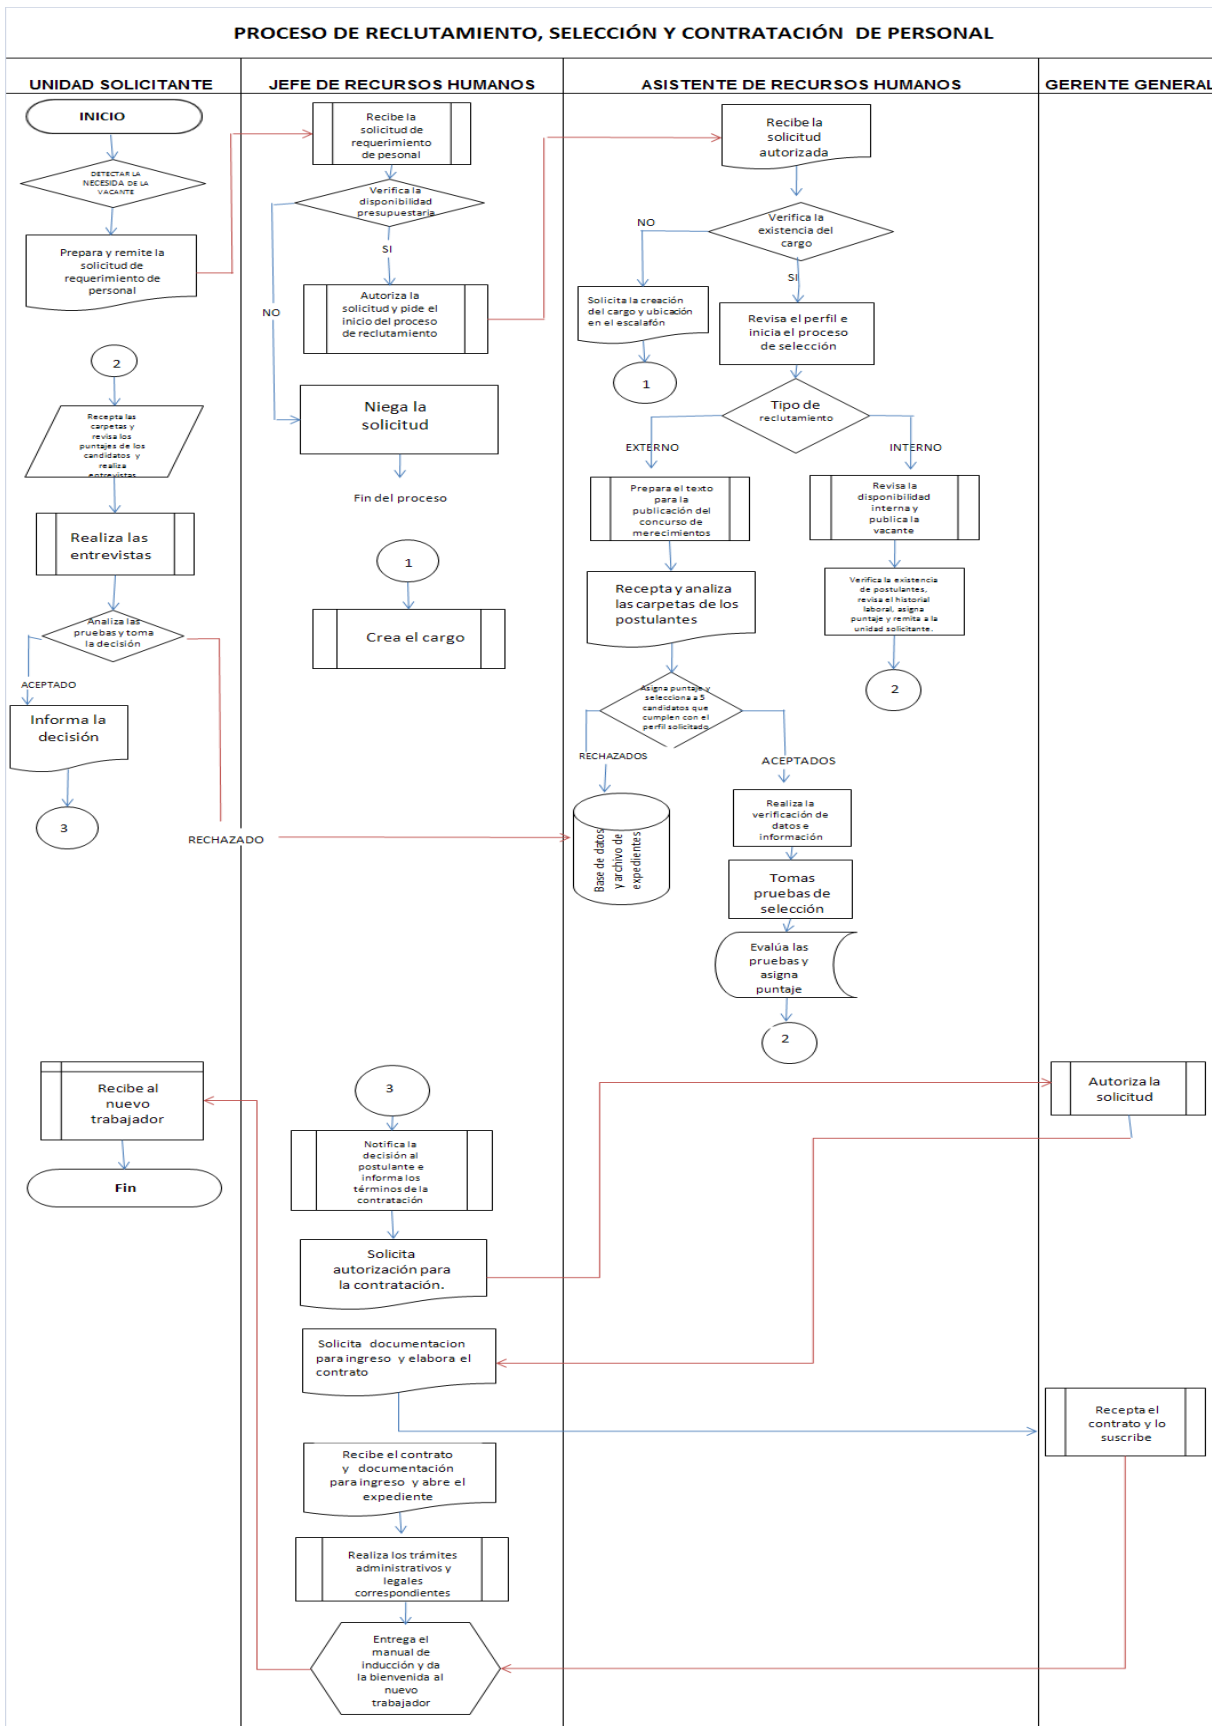 PROCESO DE RECLUTAMIENTO, SELECCIÓN Y CONTRATACIÓN DE PERSONAL
UNIDAD SOLICITANTE
JEFE DE RECURSOS HUMANOS
ASISTENTE DE RECURSOS HUMANOS
GERENTE GENERAL
INICIO
DETECTAR LA
NECESIDA DE LA
VACANTE
Prepara y remite la
solicitud de
requerimiento de
personal
2
Recepta las
carpetas y
revisa los
puntajes de los
candidatos y
realiza
entrevistas
Realiza las
entrevistas
Analiza las
pruebas y toma
la decisión
ACEPTADO
Informa la
decisión
3
RECHAZADO
Recibe al
nuevo
trabajador
Fin
Recibe la
solicitud de
requerimiento
de pesonal
Verifica la
disponibilidad
presupuestaria
SI
NO
Autoriza la
solicitud y pide el
inicio del proceso
de reclutamiento
Niega la
solicitud
Fin del proceso
1
Crea el cargo
3
Notifica la
decisión al
postulante e
informa los
términos de la
contratación
Solicita
autorización para
la contratación.
Solicita documentacion
para ingreso y elabora el
contrato
Recibe el contrato
y documentación
para ingreso y abre el
expediente
Realiza los trámites
administrativos y
legales
correspondientes
Entrega el
manual de
inducción y da
la bienvenida al
nuevo
trabajador
Recibe la
solicitud
autorizada
Verifica la
existencia del
cargo
NO
SI
Solicita la creación
del cargo y ubicación
en el escalafón
1
Revisa el perfil e
inicia el proceso
de selección
Tipo de
reclutamiento
EXTERNO
INTERNO
Prepara el texto
para la
publicación del
concurso de
merecimientos
Revisa la
disponibilidad
interna y
publica la
vacante
Recepta y analiza
las carpetas de los
postulantes
Verifica la existencia
de postulantes,
revisa el historial
laboral, asigna
puntaje y remita a la
unidad solicitante.
2
Asigna puntaje y
selecciona a 5
candidatos que
cumplen con el
perfil solicitado
RECHAZADOS
ACEPTADOS
Base de datos
y archivo de
expedientes
Realiza la
verificación de
datos e
información
Tomas
pruebas de
selección
Evalúa las
pruebas y
asigna
puntaje
2
Autoriza la
solicitud
Recepta el
contrato y lo
suscribe